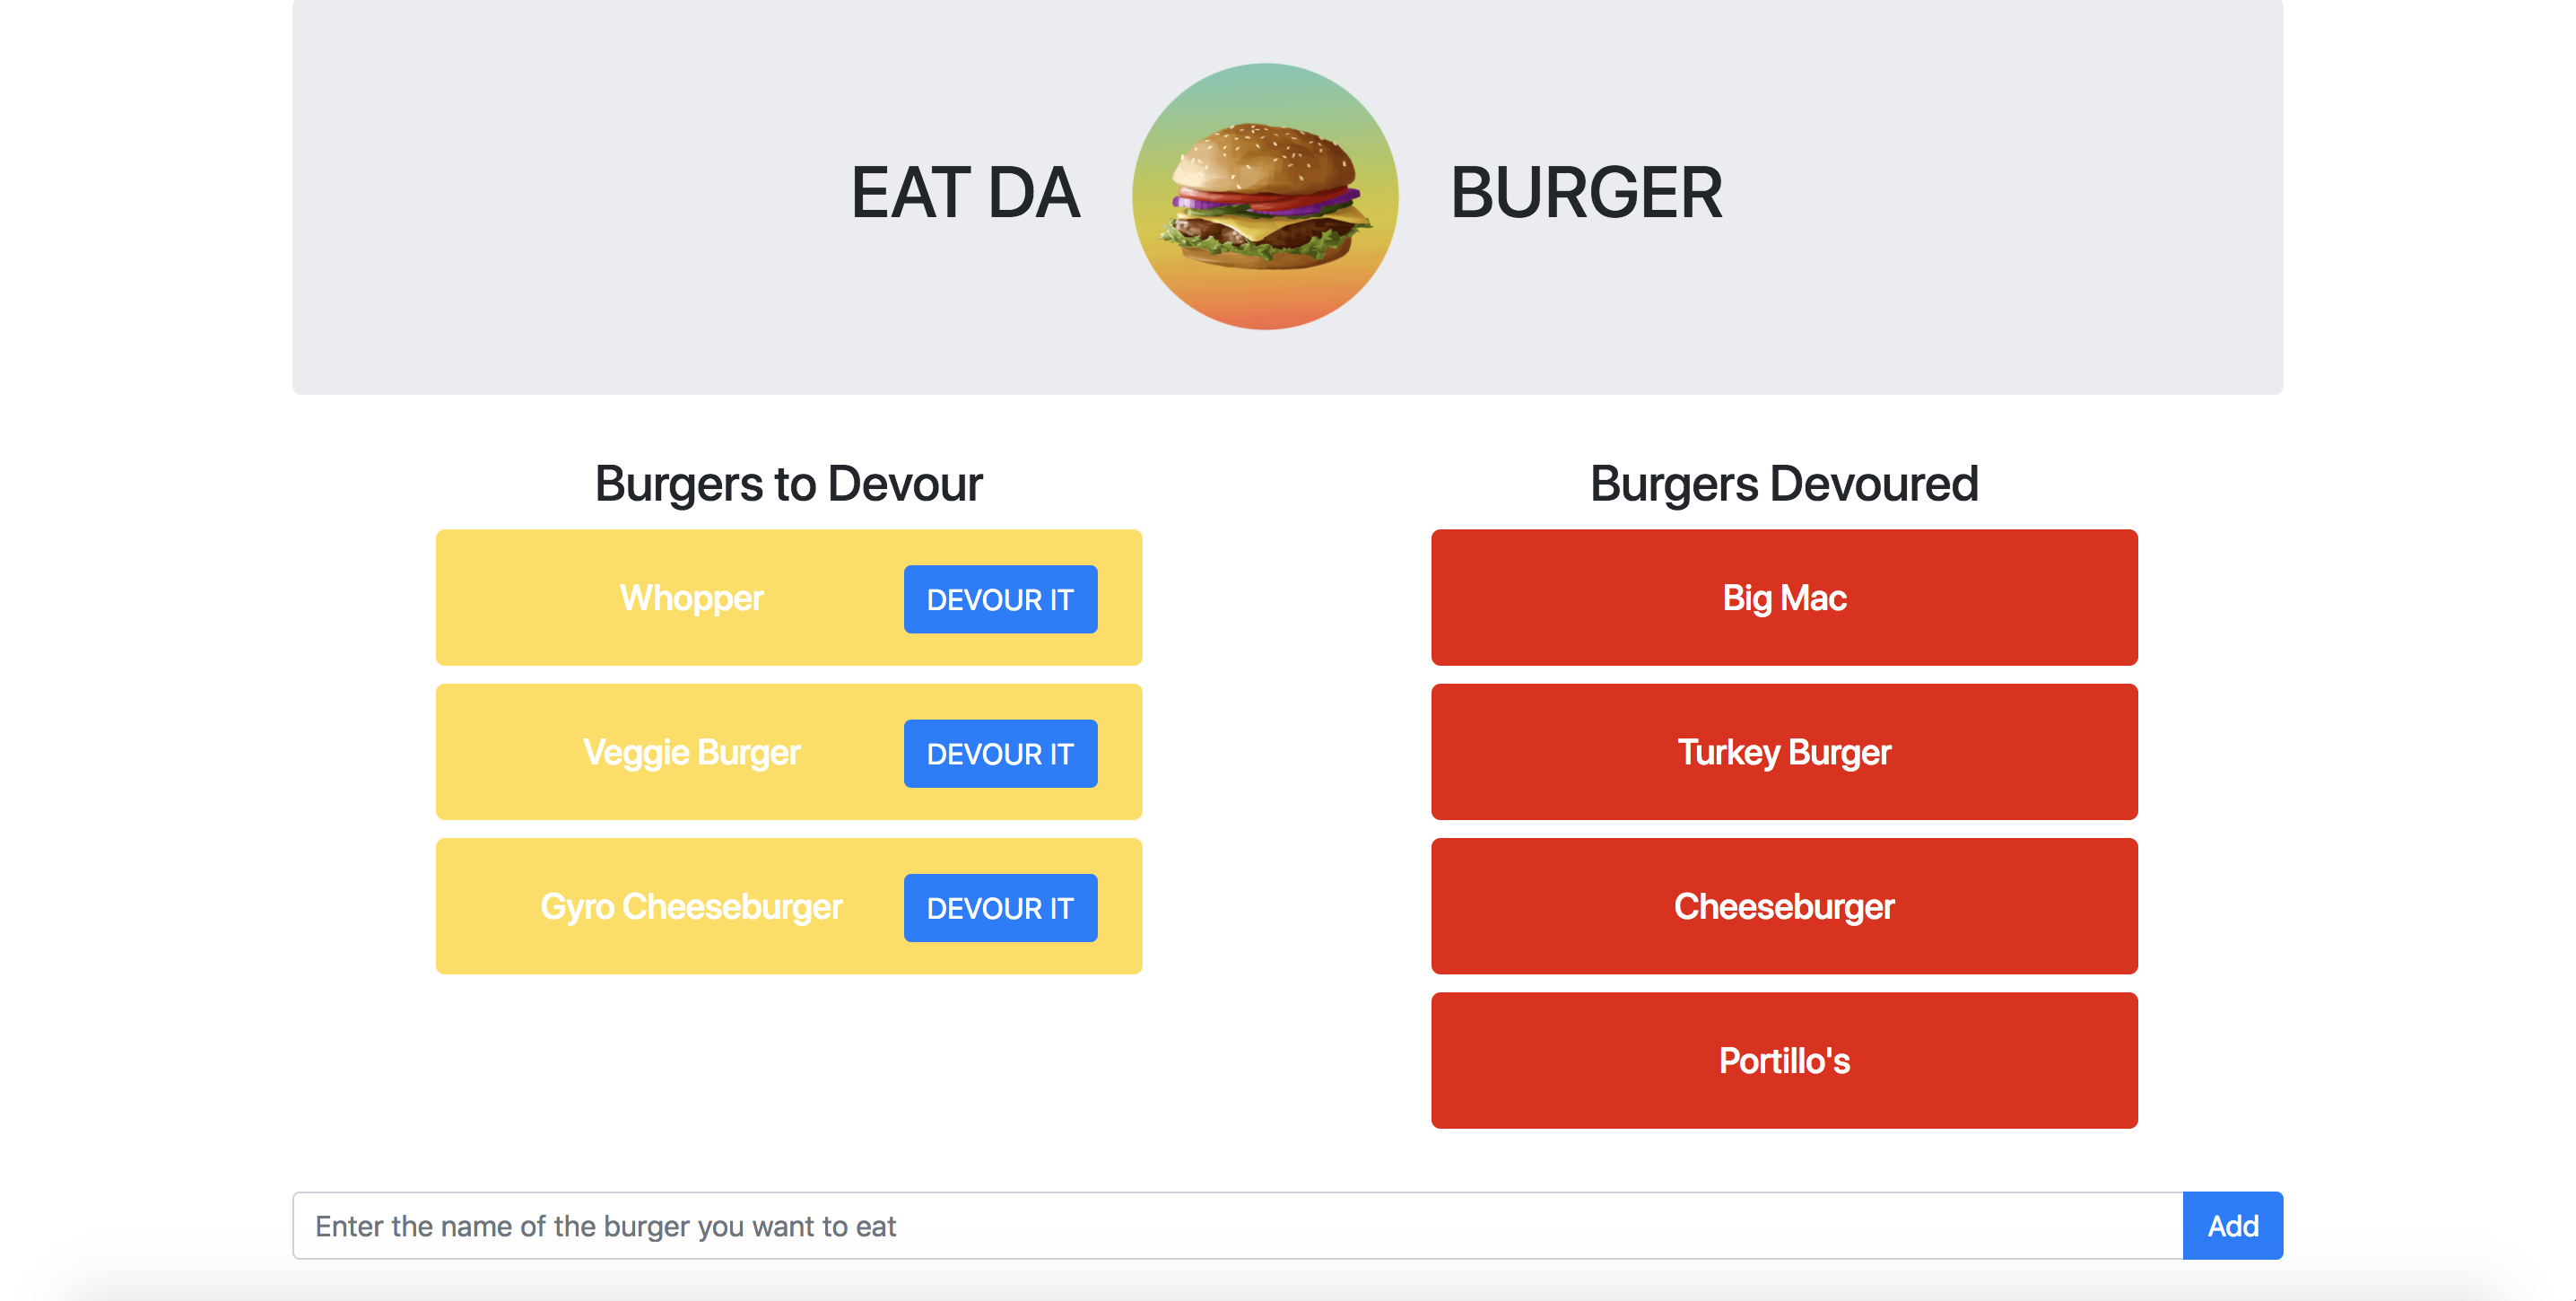 EAT DA BURGER
Burgers to Devour
Whopper DEVOUR IT
Veggie Burger DEVOUR IT
Gyro Cheeseburger DEVOUR IT
Burgers Devoured
Big Mac
Turkey Burger
Cheeseburger
Portillo's
Enter the name of the burger you want to eat Add